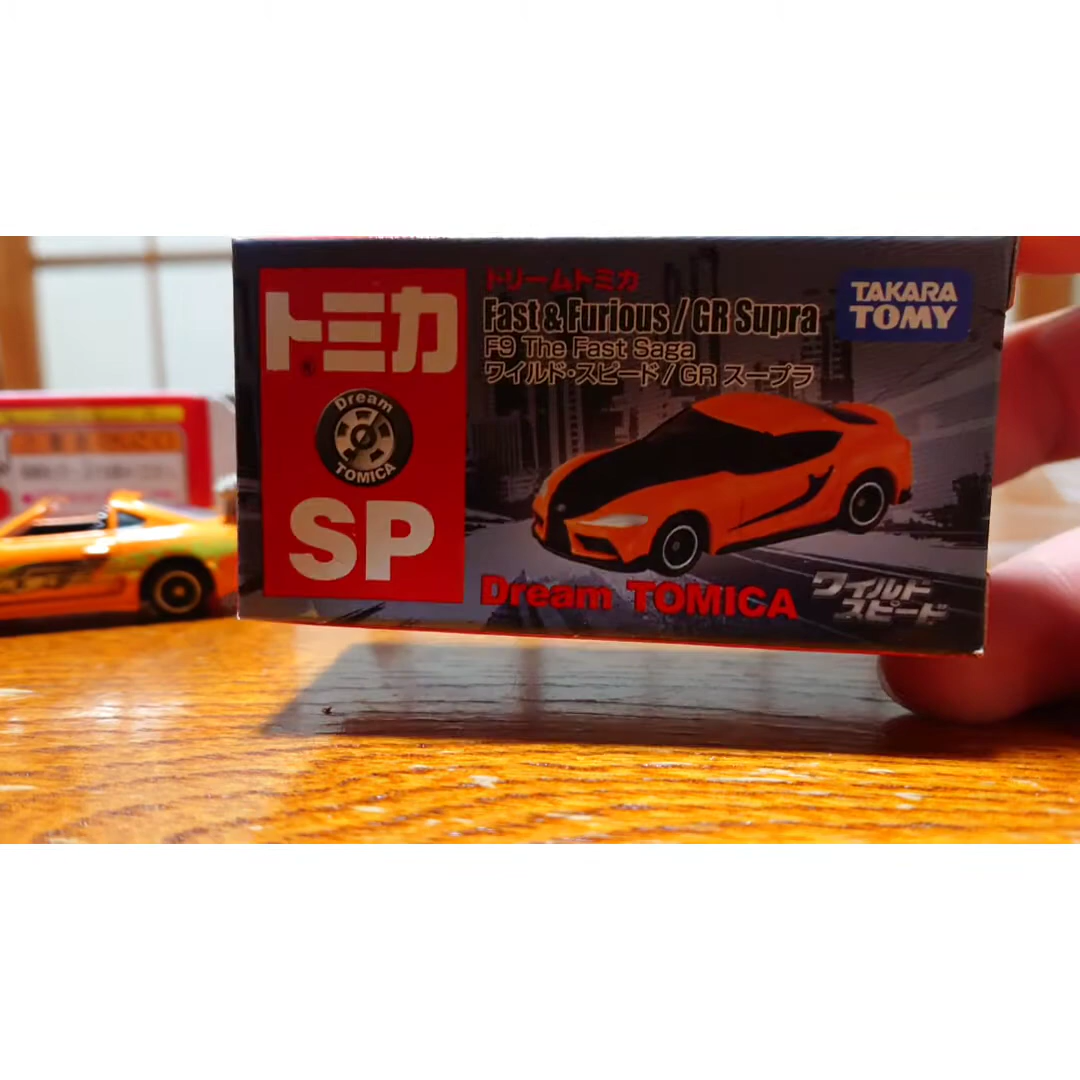 トミカ
Dream
TOMICA
SP
ドリームトミカ
Fast & Furious / GR Supra
F9 The Fast Saga
ワイルド・スピード / GR スープラ
TAKARA
TOMY
Dream TOMICA
ワイルド
スピード